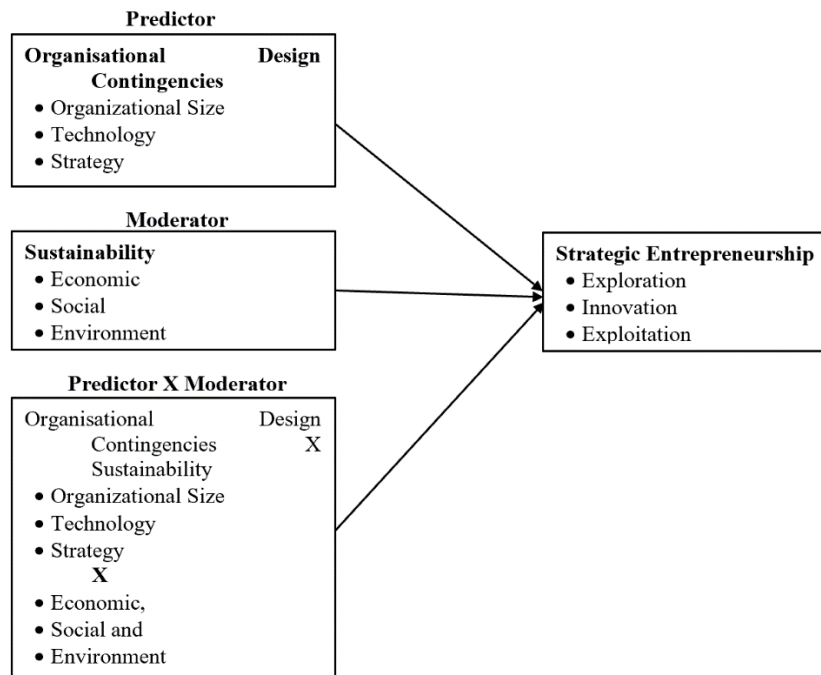 Predictor
Organisational Design
Contingencies
• Organizational Size
• Technology
• Strategy
Moderator
Sustainability
• Economic
• Social
• Environment
Predictor X Moderator
Organisational Design
Contingencies X
Sustainability
• Organizational Size
• Technology
• Strategy
X
• Economic,
• Social and
• Environment
Strategic Entrepreneurship
• Exploration
• Innovation
• Exploitation